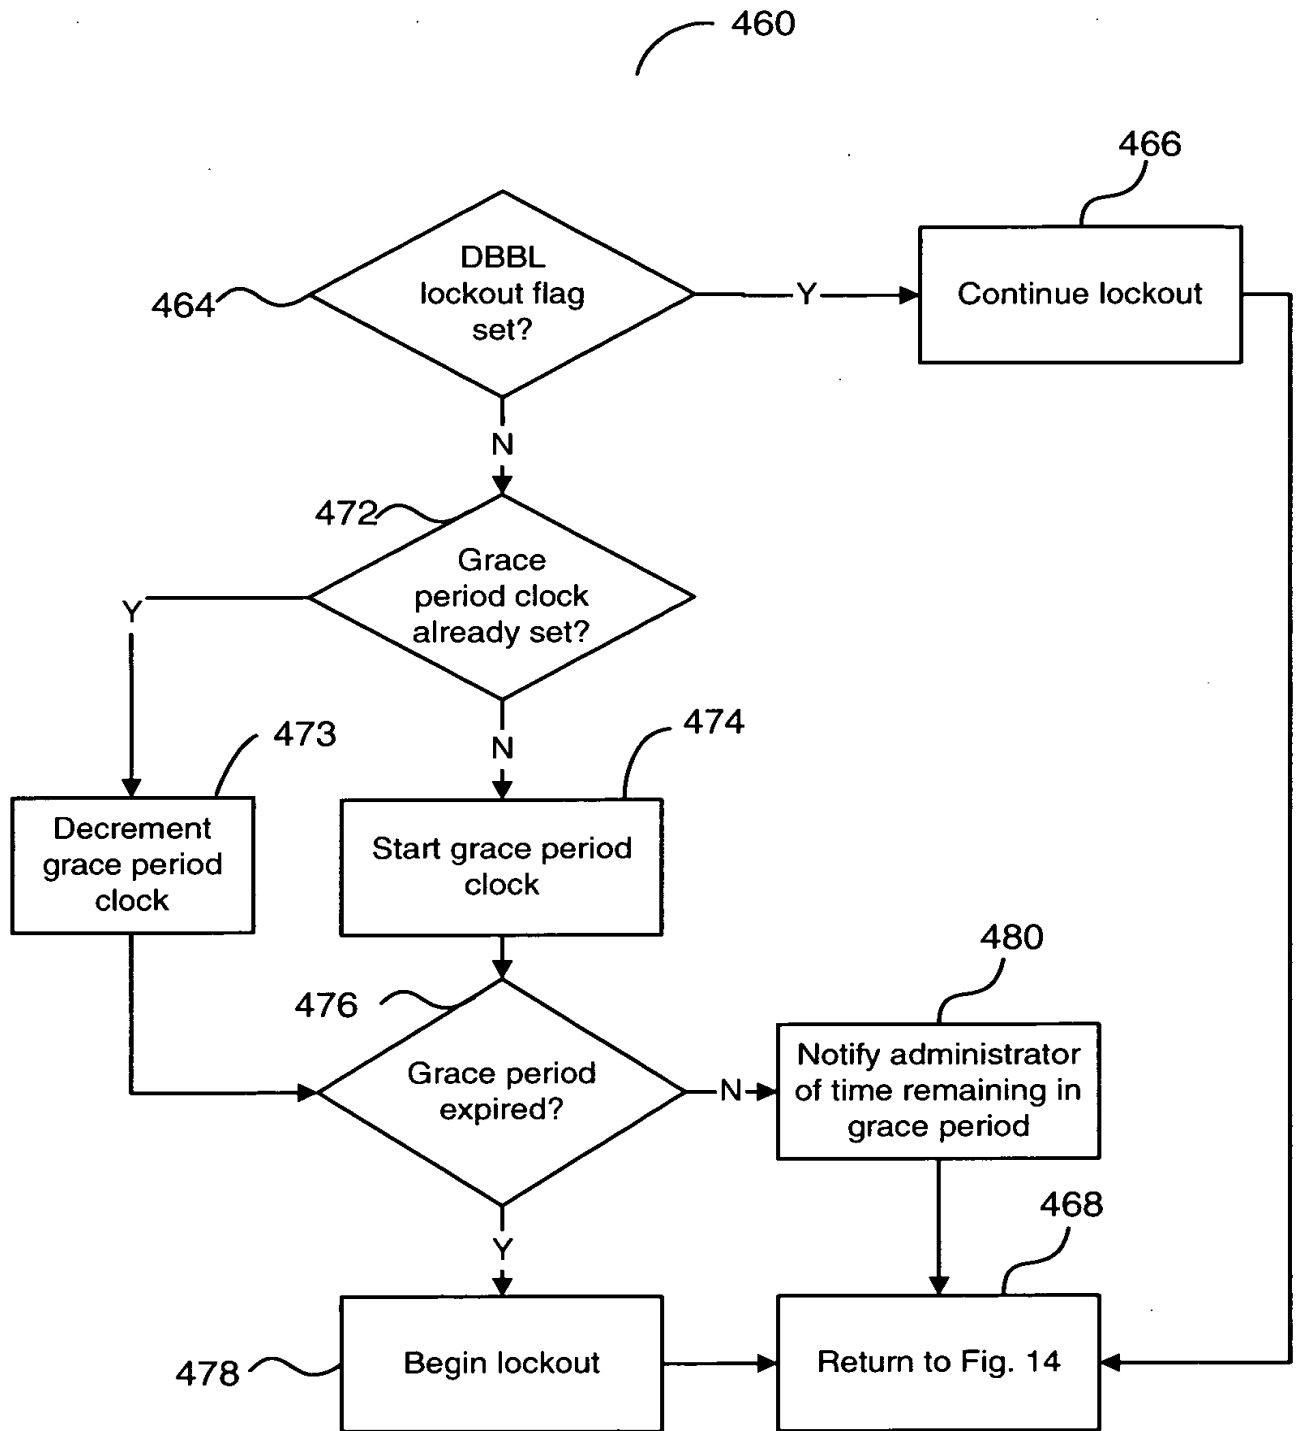 460
466
DBBL
lockout flag
set?
464
Y
Continue lockout
N
472
Grace
period clock
already set?
Y
N
473
474
Decrement
grace period
clock
Start grace period
clock
480
476
Grace period
expired?
N
Notify administrator
of time remaining in
grace period
468
Y
478
Begin lockout
Return to Fig. 14